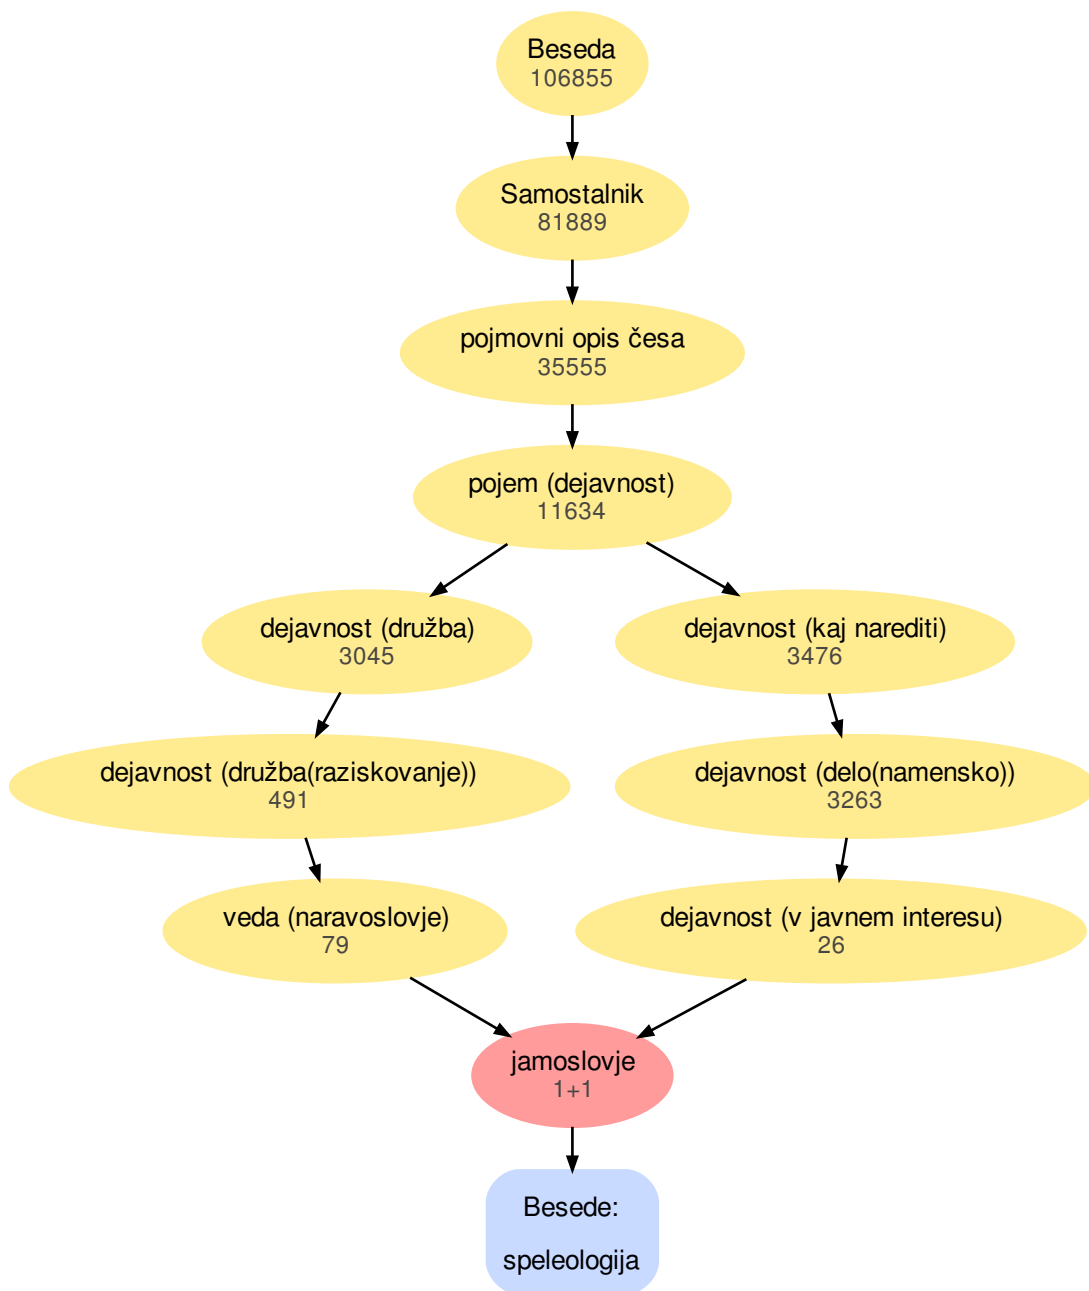 Beseda
106855
Samostalnik
81889
pojmovni opis česa
35555
pojem (dejavnost)
11634
dejavnost (družba)
3045
dejavnost (kaj narediti)
3476
dejavnost (družba(raziskovanje))
491
dejavnost (delo(namensko))
3263
veda (naravoslovje)
79
dejavnost (v javnem interesu)
26
jamoslovje
1+1
Besede:
speleologija